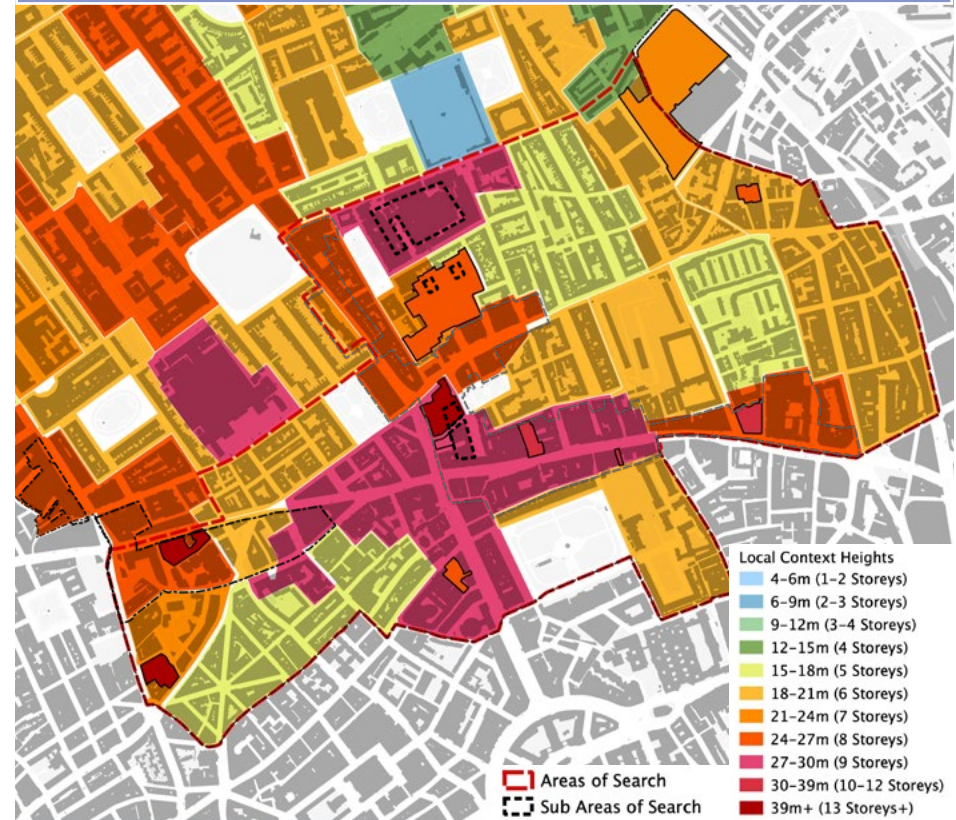 Local Context Heights
4–6m (1–2 Storeys)
6–9m (2–3 Storeys)
9–12m (3–4 Storeys)
12–15m (4 Storeys)
15–18m (5 Storeys)
18–21m (6 Storeys)
21–24m (7 Storeys)
24–27m (8 Storeys)
27–30m (9 Storeys)
30–39m (10–12 Storeys)
39m+ (13 Storeys+)
Areas of Search
Sub Areas of Search